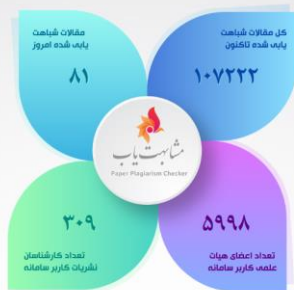 کل مقالات شباهت
یابی شده تاکنون
۱۰۷۲۲۲
مقالات شباهت
یابی شده امروز
۸۱
مشابهت یاب
Paper Plagiarism Checker
۵۹۹۸
تعداد اعضای هیات
علمی کاربر سامانه
۳۰۹
تعداد کارشناسان
نشریات کاربر سامانه